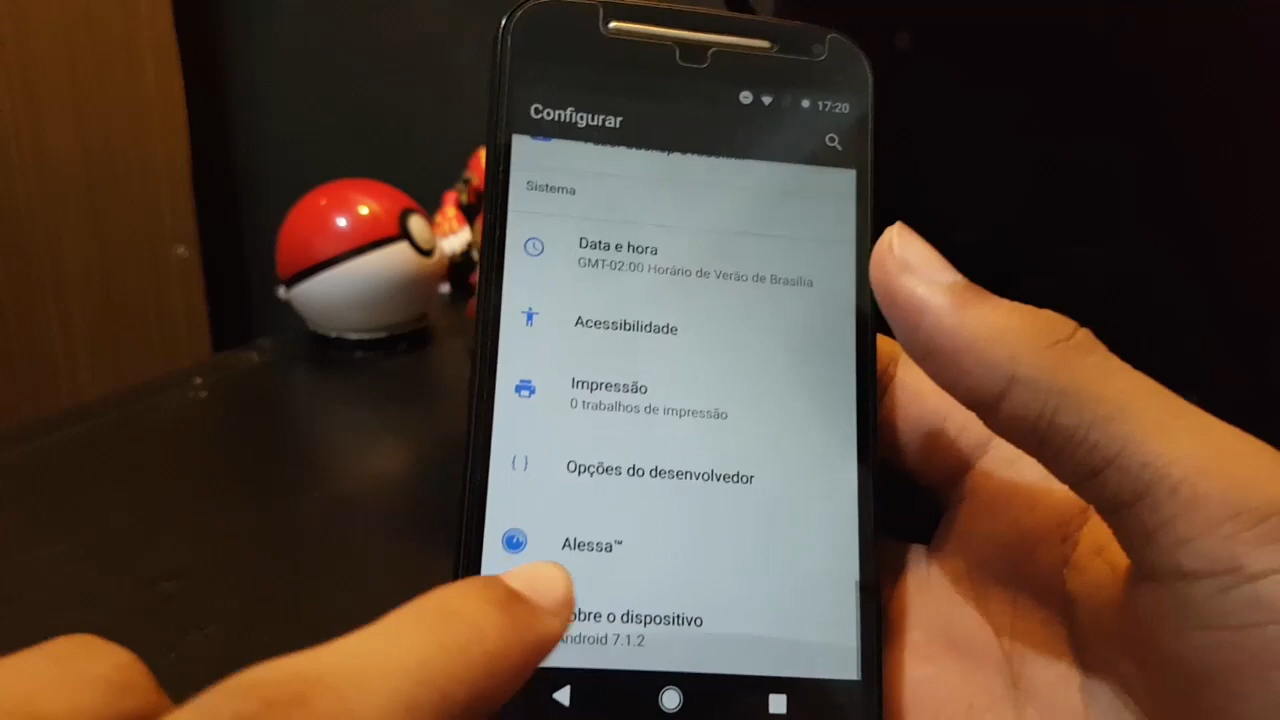 17:20
Configurar
Sistema
Data e hora
GMT-02:00 Horário de Verão de Brasília
Acessibilidade
Impressão
0 trabalhos de impressão
{ }
Opções do desenvolvedor
Alessa™
obre o dispositivo
Android 7.1.2